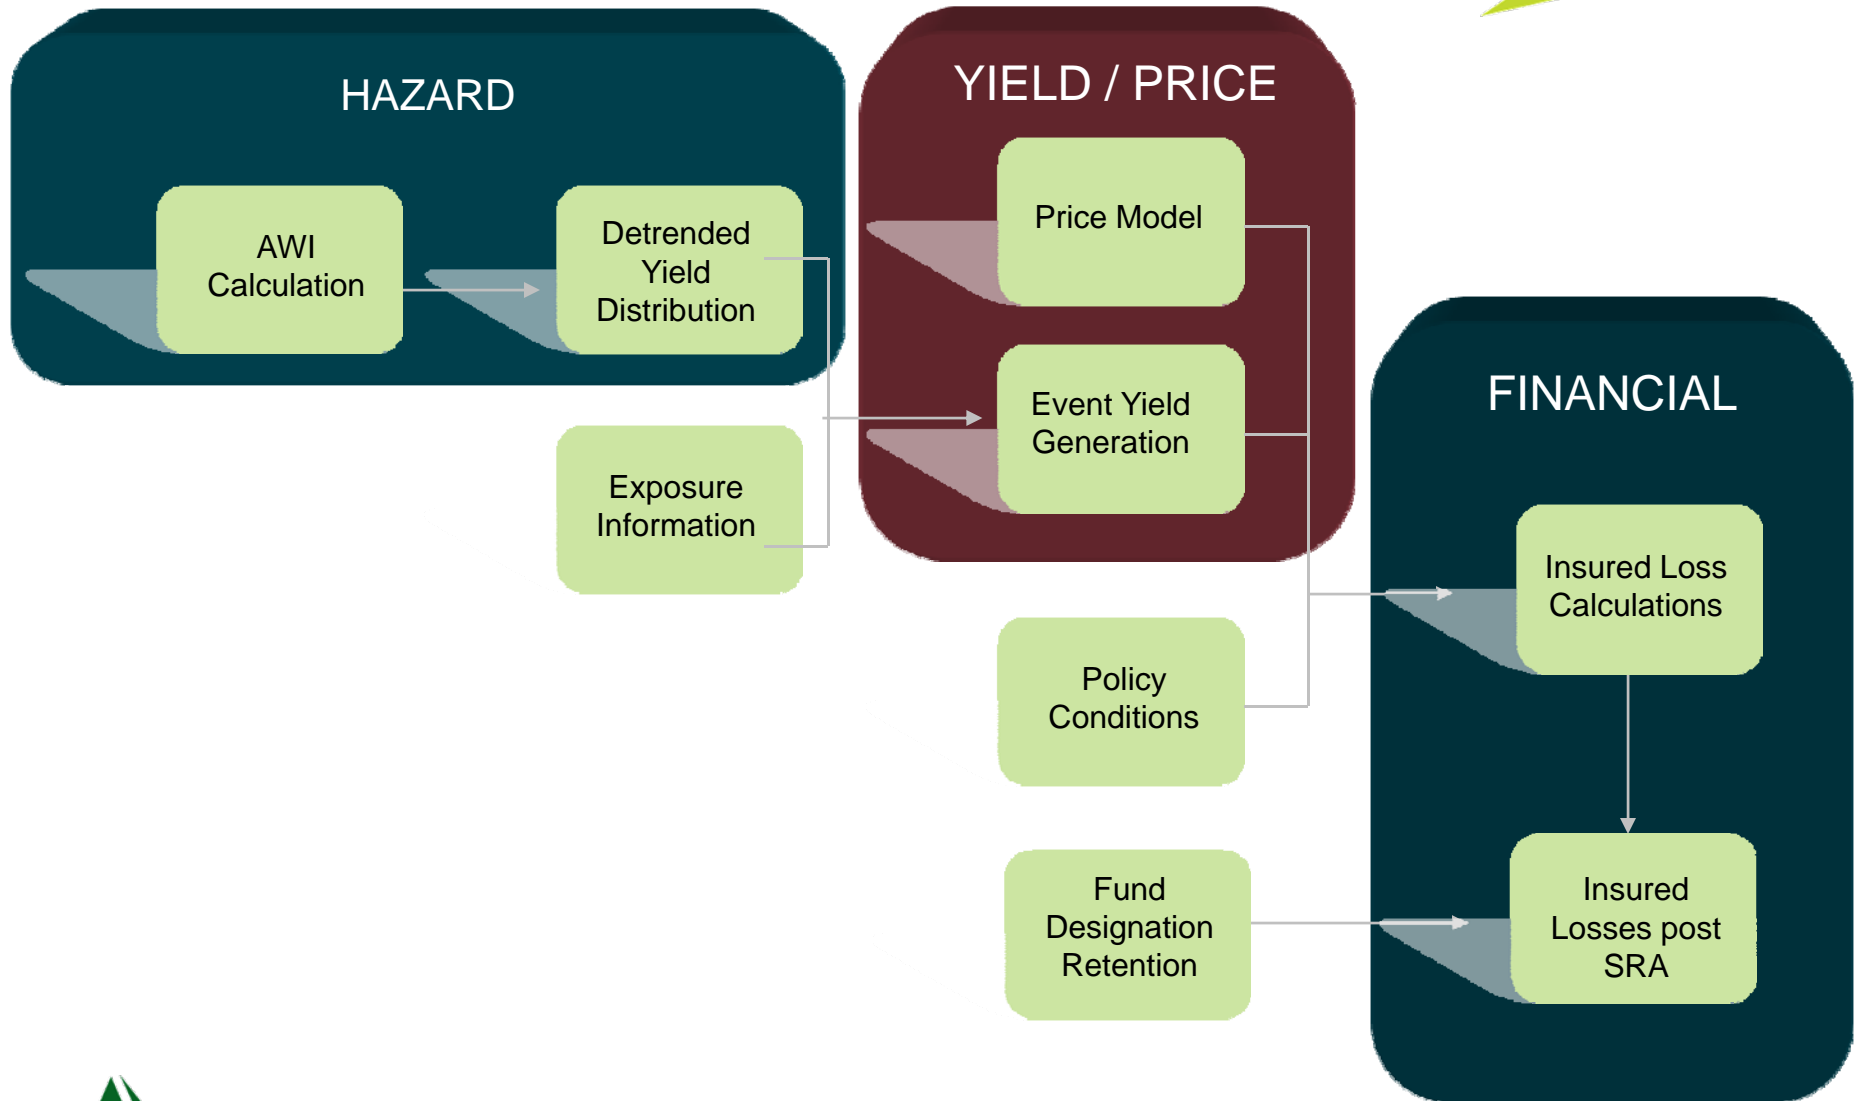 HAZARD
AWI
Calculation
Detrended
Yield
Distribution
Exposure
Information
YIELD / PRICE
Price Model
Event Yield
Generation
Policy
Conditions
Fund
Designation
Retention
FINANCIAL
Insured Loss
Calculations
Insured
Losses post
SRA